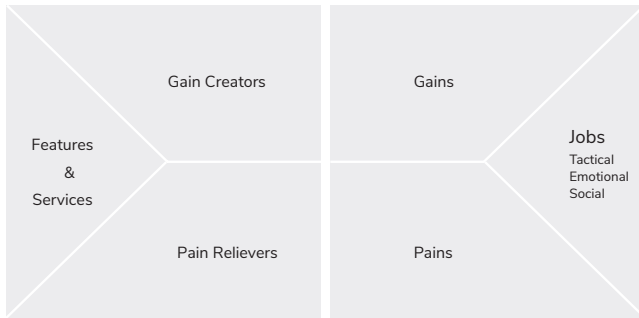 Gain Creators
Gains
Features
&
Services
Jobs
Tactical
Emotional
Social
Pain Relievers
Pains